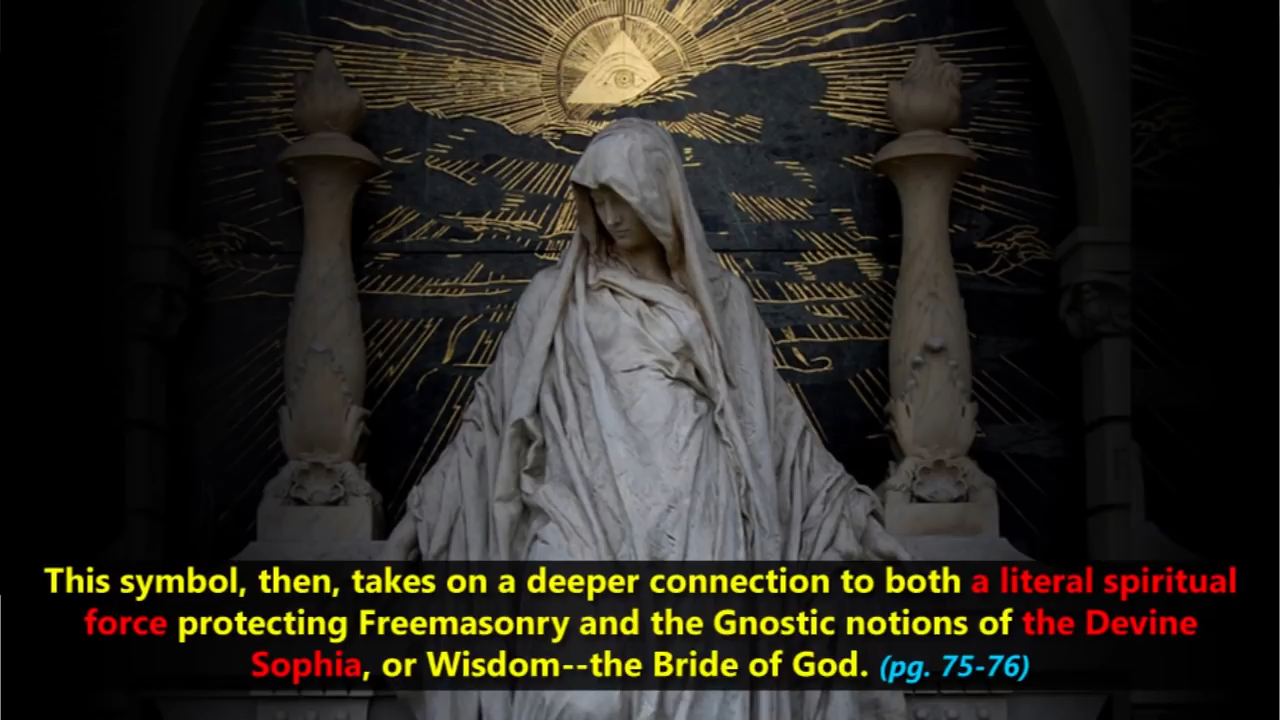 This symbol, then, takes on a deeper connection to both a literal spiritual
force protecting Freemasonry and the Gnostic notions of the Devine
Sophia, or Wisdom--the Bride of God. (pg. 75-76)